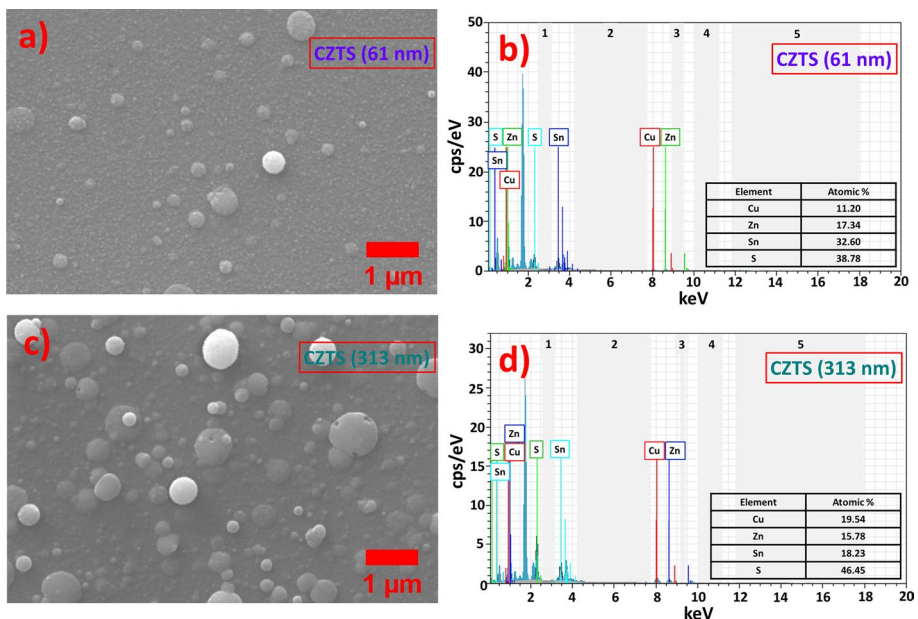 a)
CZTS (61 nm)
1 µm
b)
1 2 3 4 5
CZTS (61 nm)
cps/eV
50
40
30
20
10
0
S Zn S Sn Cu Zn
Sn
Cu
Element Atomic %
Cu 11.20
Zn 17.34
Sn 32.60
S 38.78
2 4 6 8 10 12 14 16 18 20
keV
c)
CZTS (313 nm)
1 µm
d)
1 2 3 4 5
CZTS (313 nm)
cps/eV
30
25
20
15
10
5
0
Zn
S Cu S Sn Cu Zn
Sn
Element Atomic %
Cu 19.54
Zn 15.78
Sn 18.23
S 46.45
2 4 6 8 10 12 14 16 18 20
keV